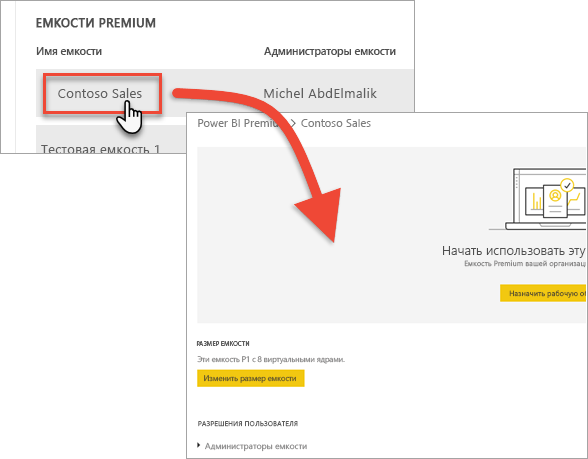 ЕМКОСТИ PREMIUM
Имя емкости Администраторы емкости
Contoso Sales Michel AbdElmalik
Тестовая емкость 1
Power BI Premium > Contoso Sales
Начать использовать эту
Емкость Premium вашей организац
Назначить рабочую об
РАЗМЕР ЕМКОСТИ
Эти емкость P1 с 8 виртуальными ядрами.
Изменить размер емкости
РАЗРЕШЕНИЯ ПОЛЬЗОВАТЕЛЯ
Администраторы емкости